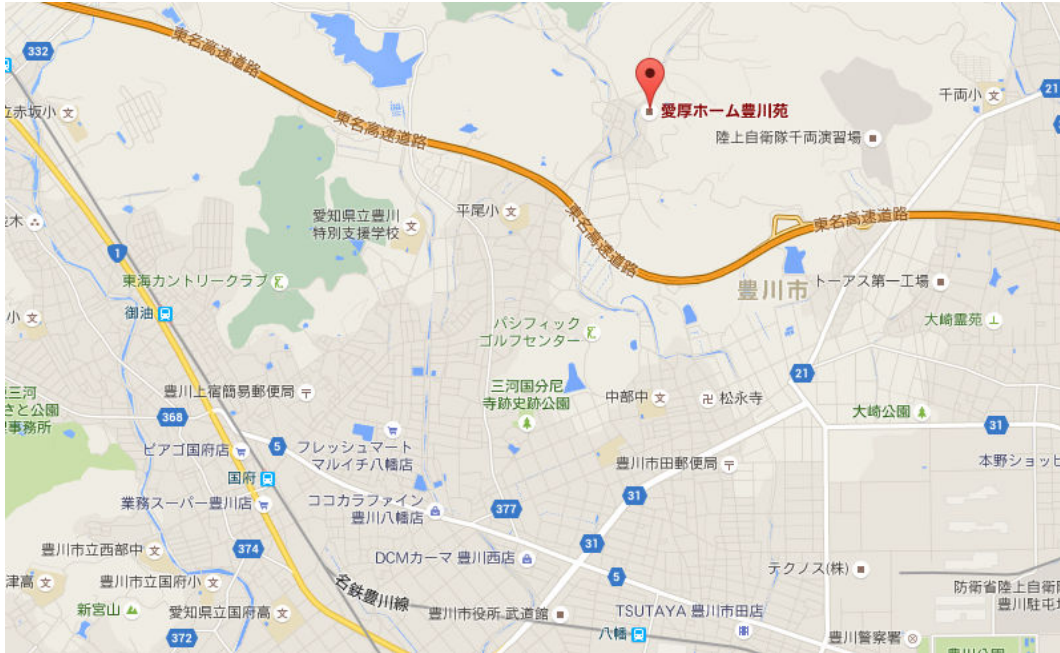 東名高速道路
332
21
立赤坂小
東名高速道路
愛厚ホーム豊川苑
千両小
陸上自衛隊千両演習場
愛知県立豊川
特別支援学校
平尾小
東名高速道路
東名高速道路
1
東海カントリークラブ
豊川市
トーアス第一工場
御油
小
パシフィック
ゴルフセンター
大崎霊苑
21
三河
さと公園
事務所
豊川上宿簡易郵便局
三河国分尼
寺跡史跡公園
中部中
松永寺
368
大崎公園
31
ピアゴ国府店
5
フレッシュマート
マルイチ八幡店
豊川市田郵便局
本野ショッピ
国府
業務スーパー豊川店
ココカラファイン
豊川八幡店
377
31
豊川市立西部中
374
DCMカーマ 豊川西店
31
津高
豊川市立国府小
名鉄豊川線
5
テクノス(株)
防衛省陸上自衛
豊川駐屯
新宮山
愛知県立国府高
豊川市役所 武道館
TSUTAYA 豊川市田店
372
八幡
豊川警察署
豊川公園